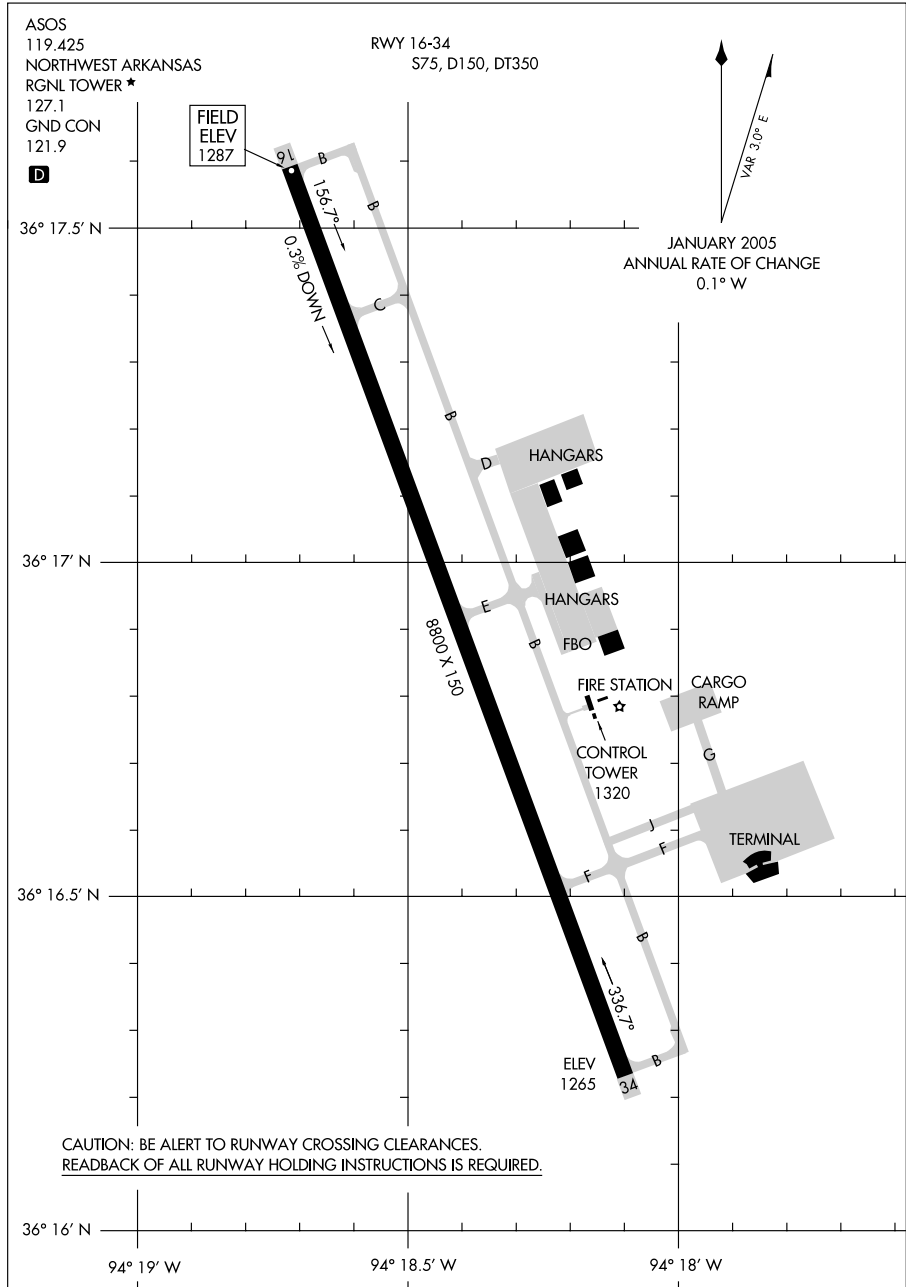 ASOS
119.425
NORTHWEST ARKANSAS
RGNL TOWER ★
127.1
GND CON
121.9
D
RWY 16-34
S75, D150, DT350
FIELD
ELEV
1287
VAR 3.0° E
JANUARY 2005
ANNUAL RATE OF CHANGE
0.1° W
16
B
156.7°
B
36° 17.5' N
0.3% DOWN
C
B
D
HANGARS
36° 17' N
E
HANGARS
B
FBO
8800 X 150
FIRE STATION
CARGO
RAMP
G
CONTROL
TOWER
1320
J
F
TERMINAL
F
36° 16.5' N
B
336.7°
B
ELEV
1265
34
CAUTION: BE ALERT TO RUNWAY CROSSING CLEARANCES.
READBACK OF ALL RUNWAY HOLDING INSTRUCTIONS IS REQUIRED.
36° 16' N
94° 19' W
94° 18.5' W
94° 18' W